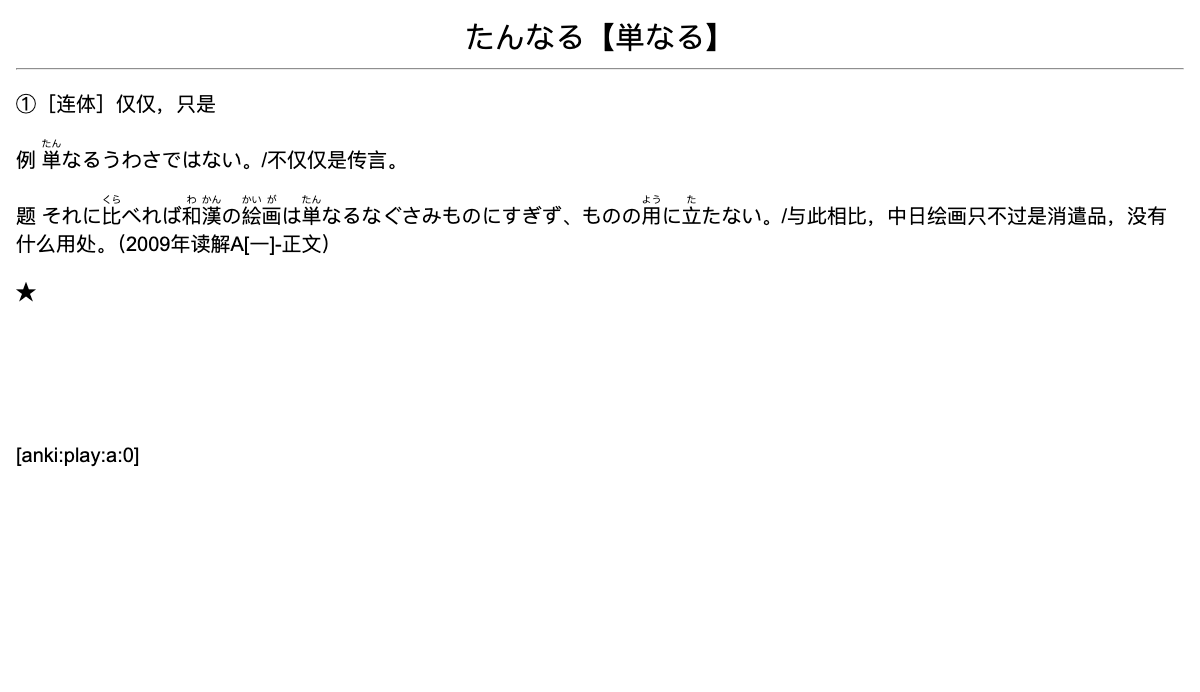 たんなる【単なる】
①［连体］仅仅，只是
例 単なるうわさではない。/不仅仅是传言。
题 それに比べれば和漢の絵画は単なるなぐさみものにすぎず、ものの用に立たない。/与此相比，中日绘画只不过是消遣品，没有
什么用处。（2009年读解A[一]-正文）
★
[anki:play:a:0]